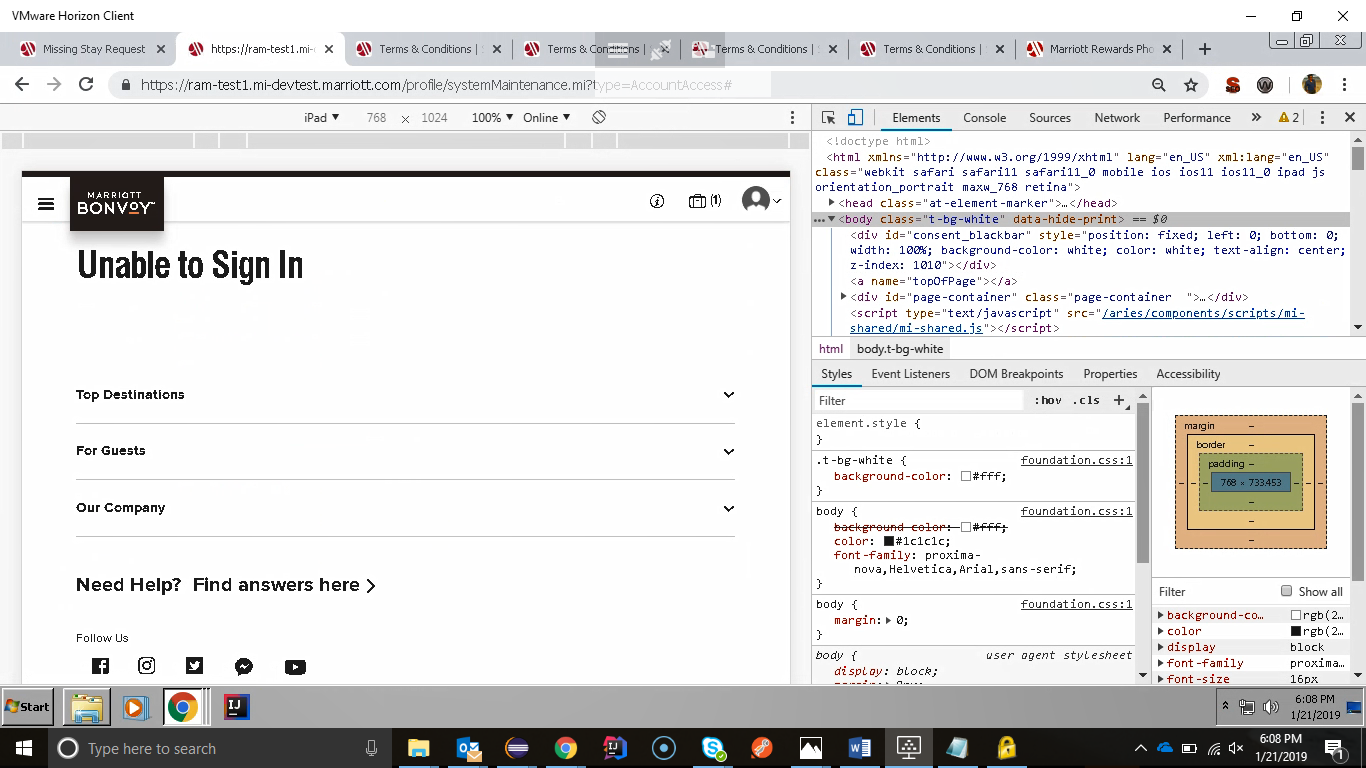 VMware Horizon Client
Missing Stay Request
https://ram-test1.mi-
Terms & Conditions |
Terms & Conditions |
Terms & Conditions |
Terms & Conditions |
Marriott Rewards Pho
https://ram-test1.mi-devtest.marriott.com/profile/systemMaintenance.mi?type=AccountAccess#
iPad ▼ 768 × 1024 100% ▼ Online ▼
Elements Console Sources Network Performance » 2
MARRIOTT
BONVOY™
(1)
Unable to Sign In
Top Destinations
For Guests
Our Company
Need Help? Find answers here
Follow Us
<!doctype html>
<html xmlns="http://www.w3.org/1999/xhtml" lang="en_US" xml:lang="en_US"
class="webkit safari safari11 safari11_0 mobile ios ios11 ios11_0 ipad js
orientation_portrait maxw_768 retina">
<head class="at-element-marker">…</head>
<body class="t-bg-white" data-hide-print> == $0
<div id="consent_blackbar" style="position: fixed; left: 0; bottom: 0;
width: 100%; background-color: white; color: white; text-align: center;
z-index: 1010"></div>
<a name="topOfPage"></a>
<div id="page-container" class="page-container  ">…</div>
<script type="text/javascript" src="/aries/components/scripts/mi-
shared/mi-shared.js"></script>
html body.t-bg-white
Styles Event Listeners DOM Breakpoints Properties Accessibility
Filter :hov .cls +
element.style {
}
.t-bg-white { foundation.css:1
background-color: #fff;
}
body { foundation.css:1
background-color: #fff;
color: #1c1c1c;
font-family: proxima-
nova,Helvetica,Arial,sans-serif;
}
body { foundation.css:1
margin: 0;
}
body { user agent stylesheet
display: block;
margin –
border –
padding –
768 × 733.453
Filter Show all
background-co… rgb(2…
color rgb(2…
display block
font-family proxima…
font-size 16px
Start
6:08 PM
1/21/2019
Type here to search
6:08 PM
1/21/2019
1